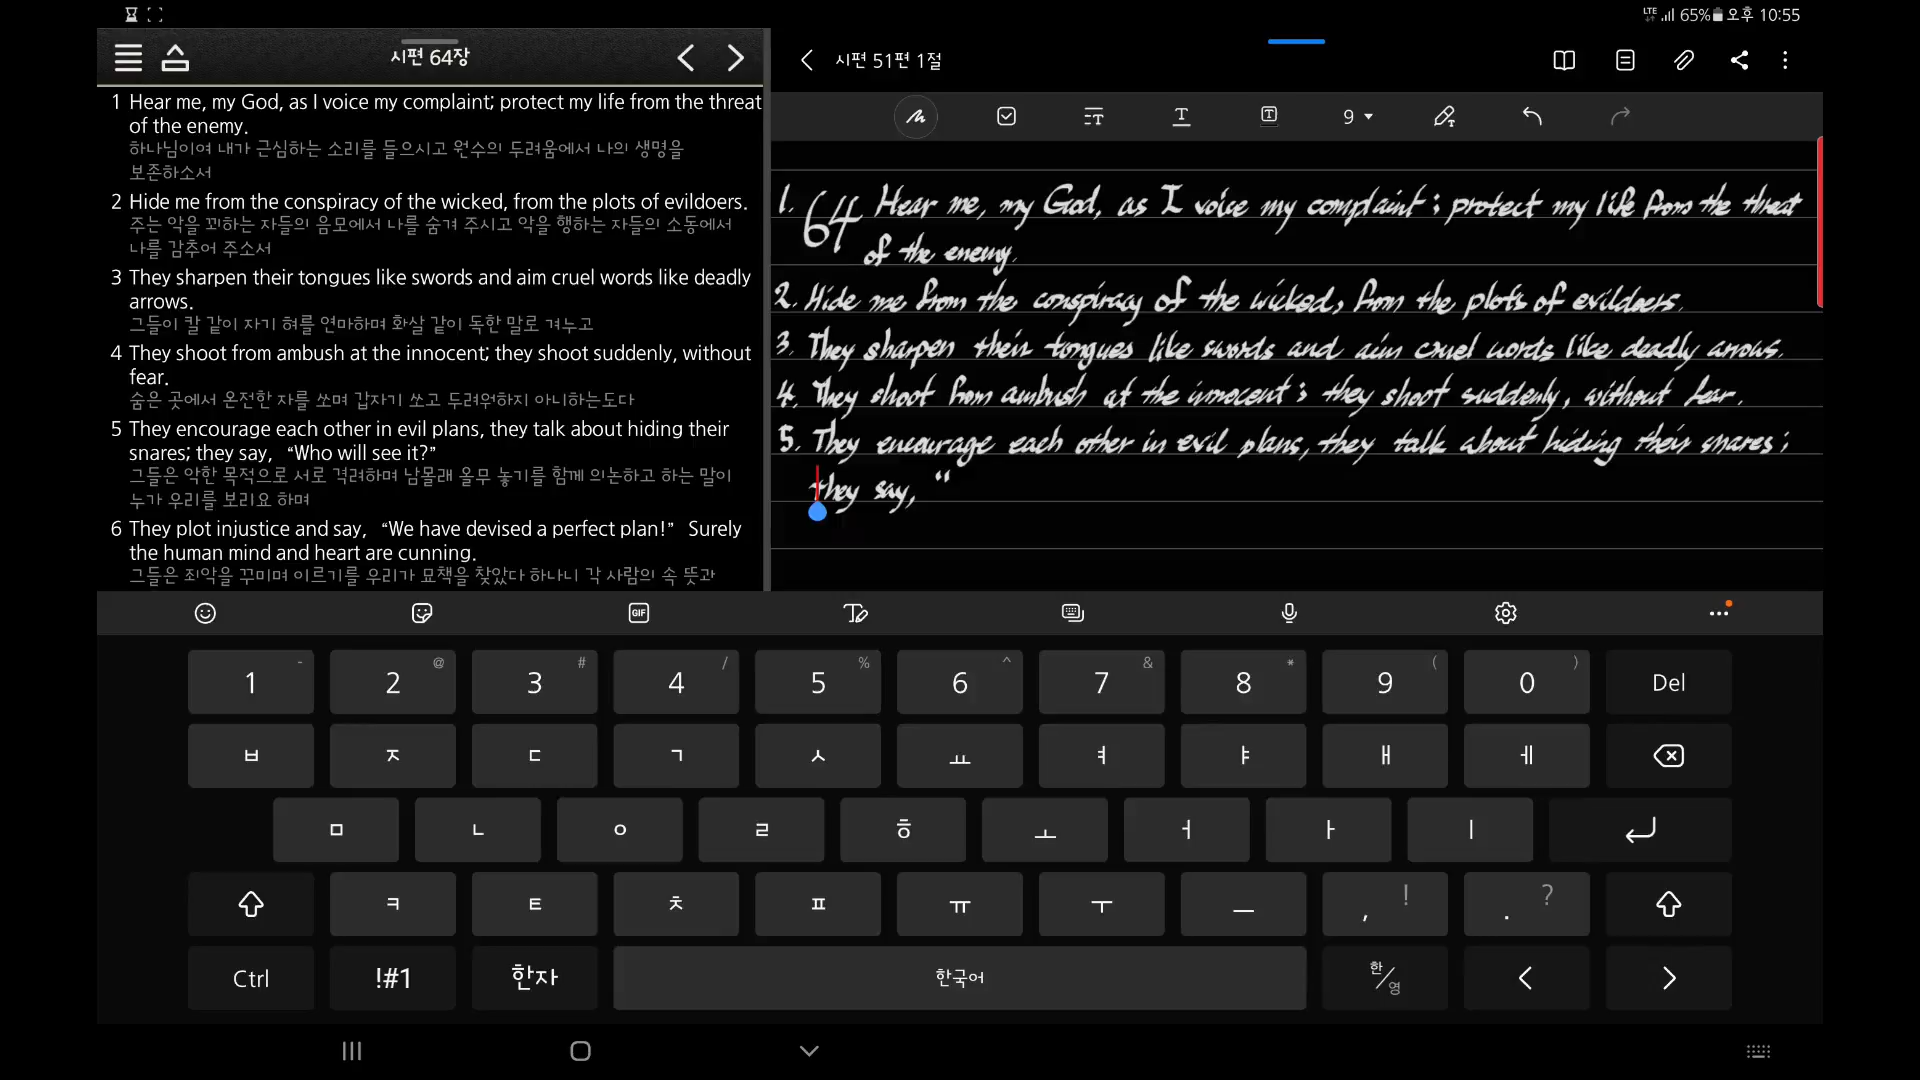 LTE 65% 오후 10:55
시편 64장
1 Hear me, my God, as I voice my complaint; protect my life from the threat
of the enemy.
하나님이여 내가 근심하는 소리를 들으시고 원수의 두려움에서 나의 생명을
보존하소서
2 Hide me from the conspiracy of the wicked, from the plots of evildoers.
주는 악을 꾀하는 자들의 음모에서 나를 숨겨 주시고 악을 행하는 자들의 소동에서
나를 감추어 주소서
3 They sharpen their tongues like swords and aim cruel words like deadly
arrows.
그들이 칼 같이 자기 혀를 연마하며 화살 같이 독한 말로 겨누고
4 They shoot from ambush at the innocent; they shoot suddenly, without
fear.
숨은 곳에서 온전한 자를 쏘며 갑자기 쏘고 두려워하지 아니하는도다
5 They encourage each other in evil plans, they talk about hiding their
snares; they say, “Who will see it?”
그들은 악한 목적으로 서로 격려하며 남몰래 올무 놓기를 함께 의논하고 하는 말이
누가 우리를 보리요 하며
6 They plot injustice and say, “We have devised a perfect plan!” Surely
the human mind and heart are cunning.
그들은 죄악을 꾸미며 이르기를 우리가 묘책을 찾았다 하나니 각 사람의 속 뜻과
시편 51편 1절
9
1. 64 Hear me, my God, as I voice my complaint; protect my life from the threat
of the enemy.
2. Hide me from the conspiracy of the wicked, from the plots of evildoers.
3. They sharpen their tongues like swords and aim cruel words like deadly arrows.
4. They shoot from ambush at the innocent; they shoot suddenly, without fear.
5. They encourage each other in evil plans, they talk about hiding their snares;
they say, “
GIF
1 - 2 @ 3 # 4 / 5 % 6 ^ 7 & 8 * 9 ( 0 ) Del
ㅂ ㅈ ㄷ ㄱ ㅅ ㅛ ㅕ ㅑ ㅐ ㅔ
ㅁ ㄴ ㅇ ㄹ ㅎ ㅗ ㅓ ㅏ ㅣ
ㅋ ㅌ ㅊ ㅍ ㅠ ㅜ ㅡ , ! . ?
Ctrl !#1 한자 한국어 한/영 < >